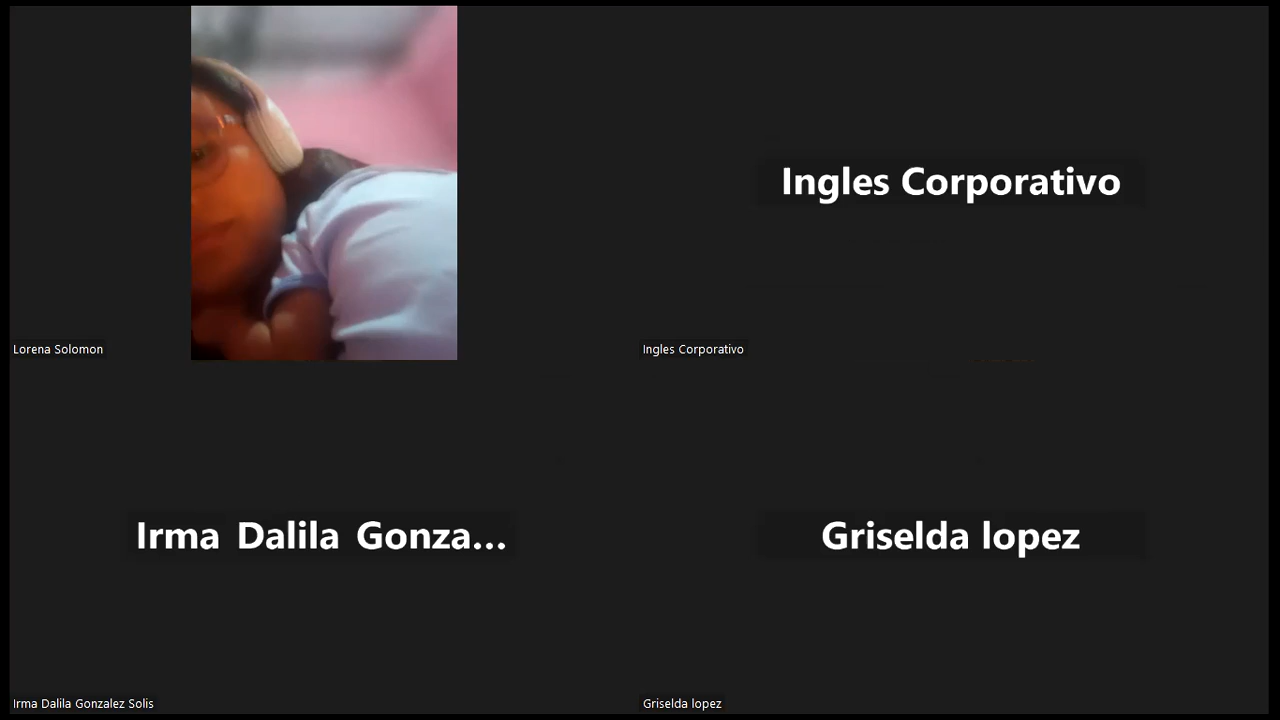 Lorena Solomon
Ingles Corporativo
Ingles Corporativo
Irma Dalila Gonza...
Griselda lopez
Irma Dalila Gonzalez Solis
Griselda lopez